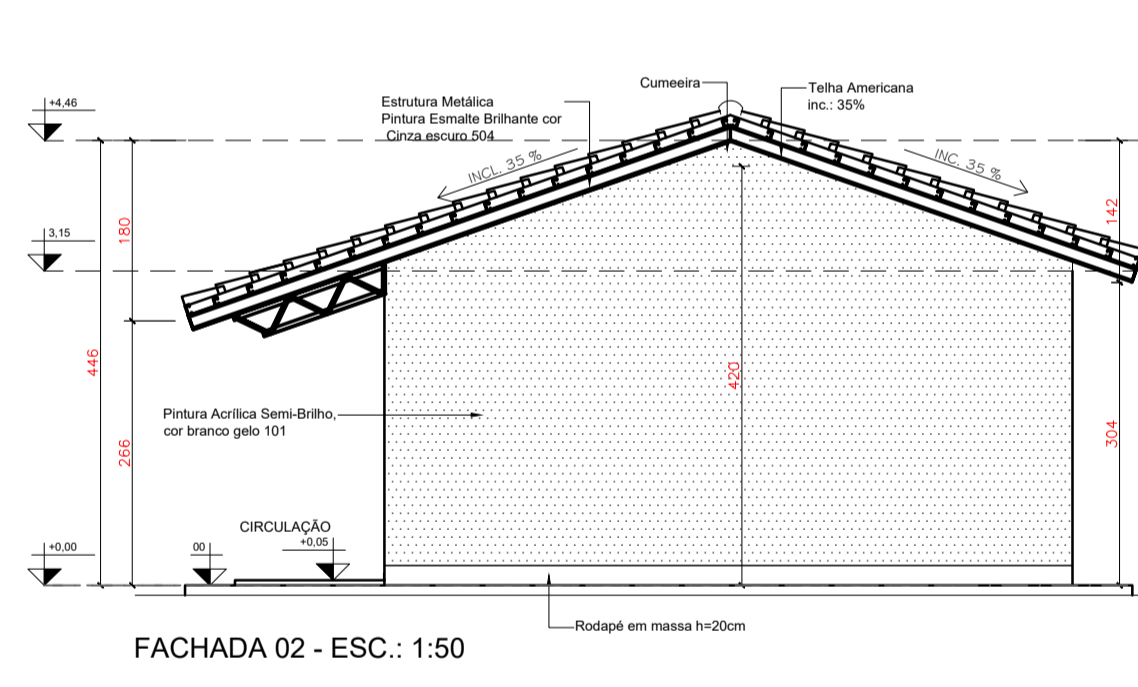 +4,46
Cumeeira
Telha Americana
inc.: 35%
Estrutura Metálica
Pintura Esmalte Brilhante cor
Cinza escuro 504
INCL. 35 %
INC. 35 %
180
142
3,15
446
420
Pintura Acrílica Semi-Brilho,
cor branco gelo 101
266
304
CIRCULAÇÃO
+0,00
00
+0,05
Rodapé em massa h=20cm
FACHADA 02 - ESC.: 1:50